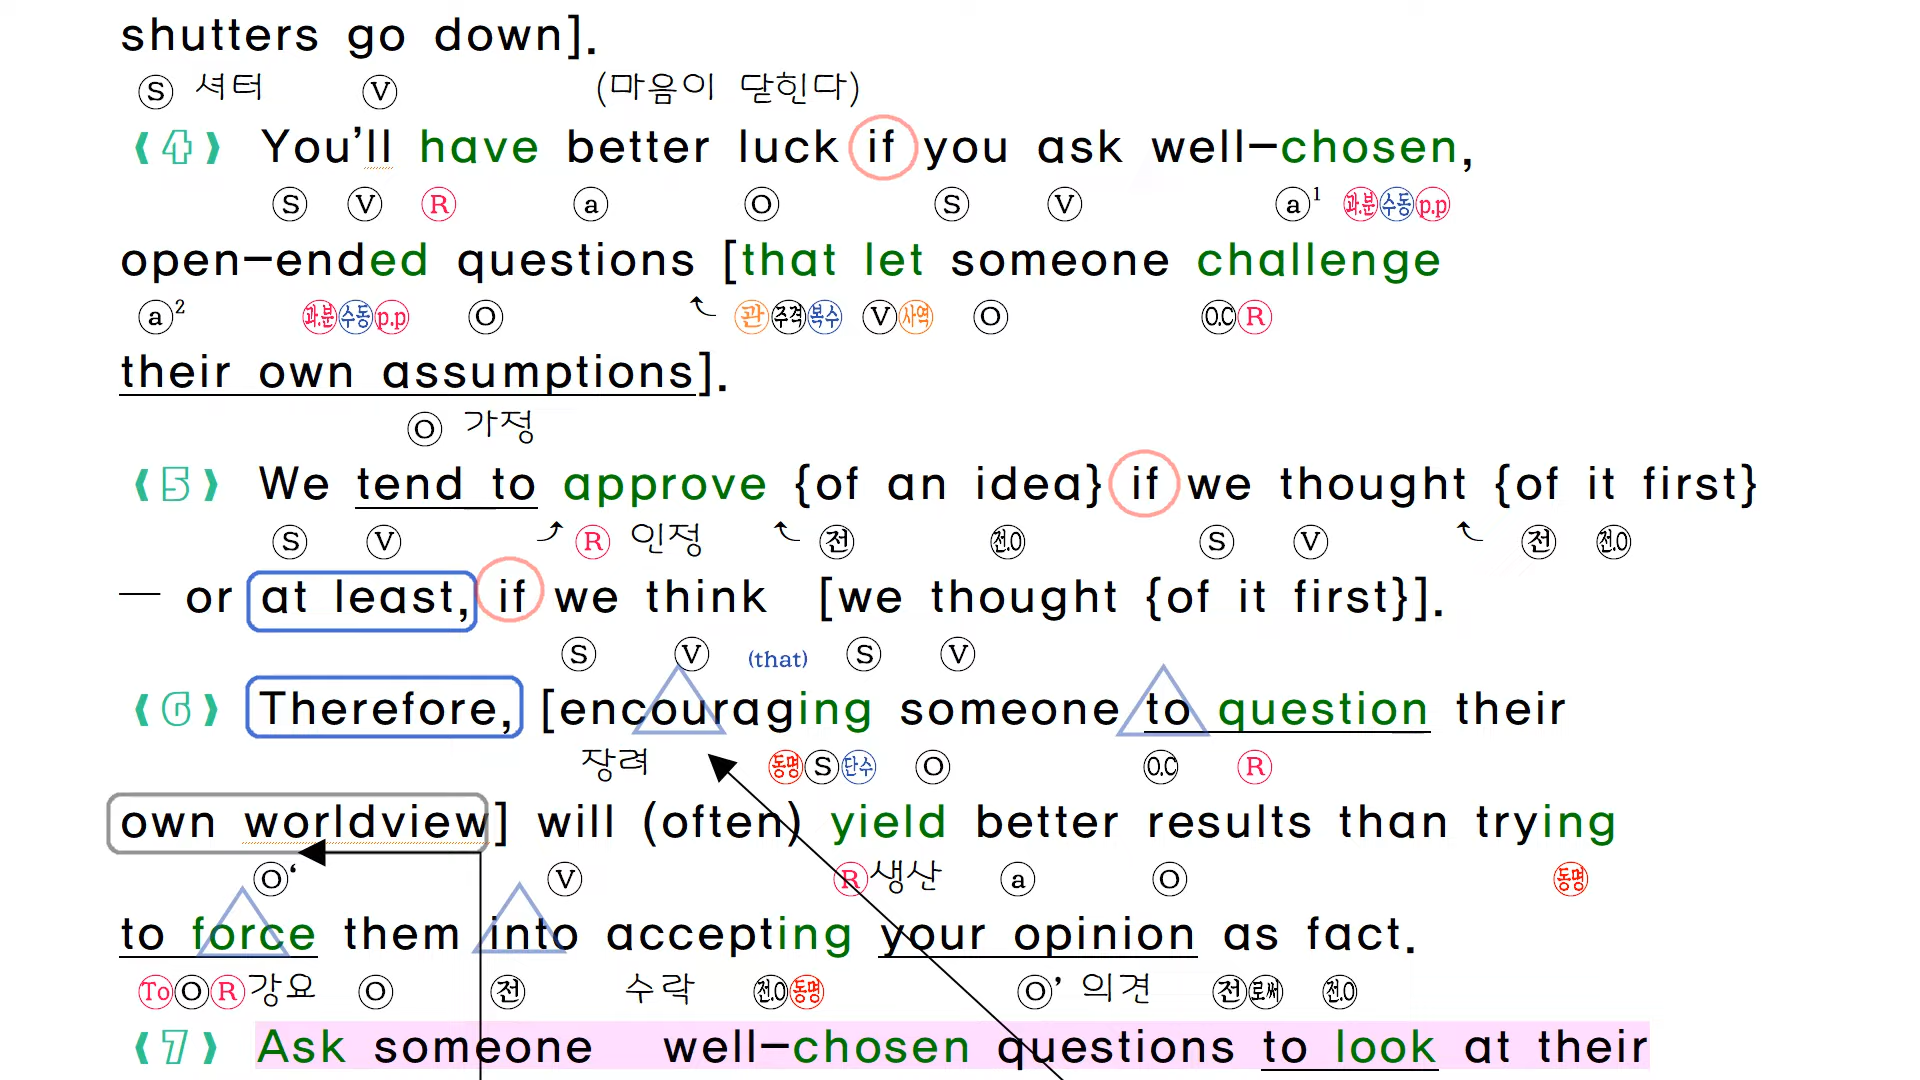 shutters go down].
Ⓢ 셔터 Ⓥ (마음이 닫힌다)
❪4❫ You’ll have better luck if you ask well-chosen,
Ⓢ Ⓥ Ⓡ ⓐ Ⓞ Ⓢ Ⓥ ⓐ¹ 과.분 수동 p.p
open-ended questions [that let someone challenge
ⓐ² 과.분 수동 p.p Ⓞ 관 주격 복수 Ⓥ 사역 Ⓞ O.C Ⓡ
their own assumptions].
Ⓞ 가정
❪5❫ We tend to approve {of an idea} if we thought {of it first}
Ⓢ Ⓥ Ⓡ 인정 전 전.O Ⓢ Ⓥ 전 전.O
— or at least, if we think [we thought {of it first}].
Ⓢ Ⓥ (that) Ⓢ Ⓥ
❪6❫ Therefore, [encouraging someone to question their
장려 동명 Ⓢ 단수 Ⓞ O.C Ⓡ
own worldview] will (often) yield better results than trying
Ⓞ‘ Ⓥ Ⓡ 생산 ⓐ Ⓞ 동명
to force them into accepting your opinion as fact.
To Ⓞ Ⓡ 강요 Ⓞ 전 수락 전.O 동명 Ⓞ’ 의견 전 로써 전.O
❪7❫ Ask someone well-chosen questions to look at their